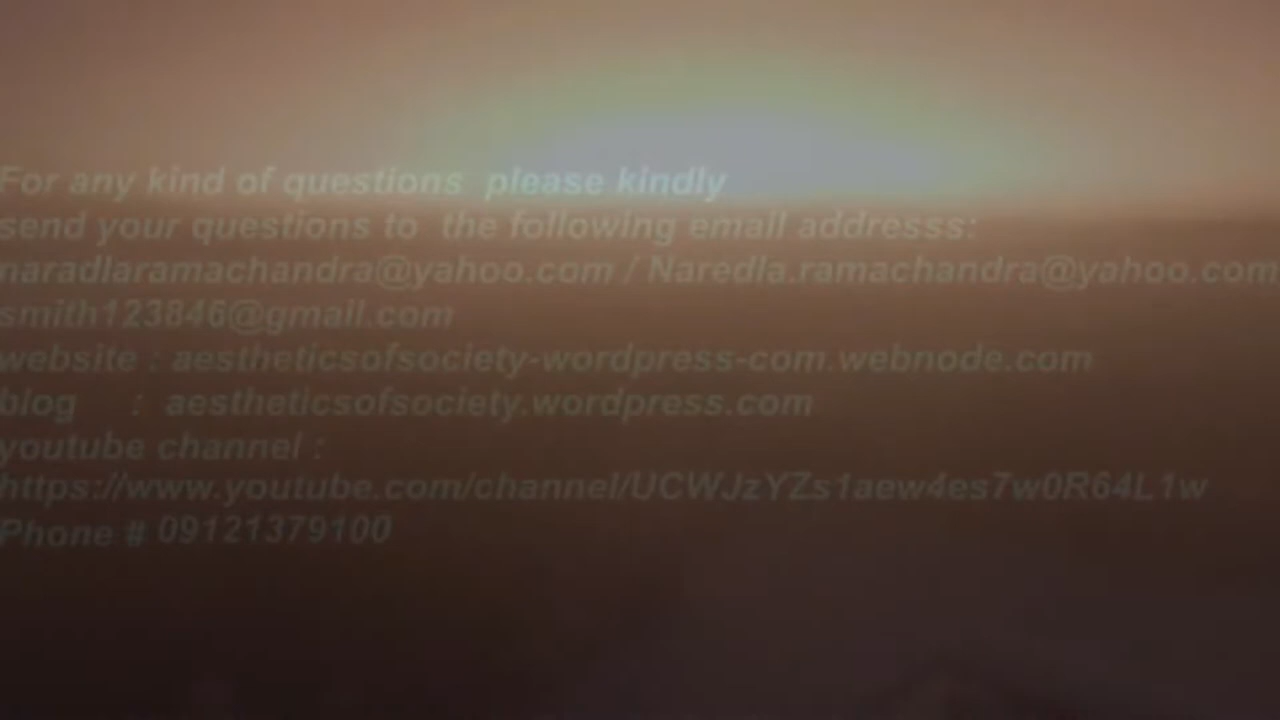 For any kind of questions  please kindly
send your questions to  the following email addresss:
naradlaramachandra@yahoo.com / Naredla.ramachandra@yahoo.com
smith123846@gmail.com
website : aestheticsofsociety-wordpress-com.webnode.com
blog     :  aestheticsofsociety.wordpress.com
youtube channel :
https://www.youtube.com/channel/UCWJzYZs1aew4es7w0R64L1w
Phone # 09121379100